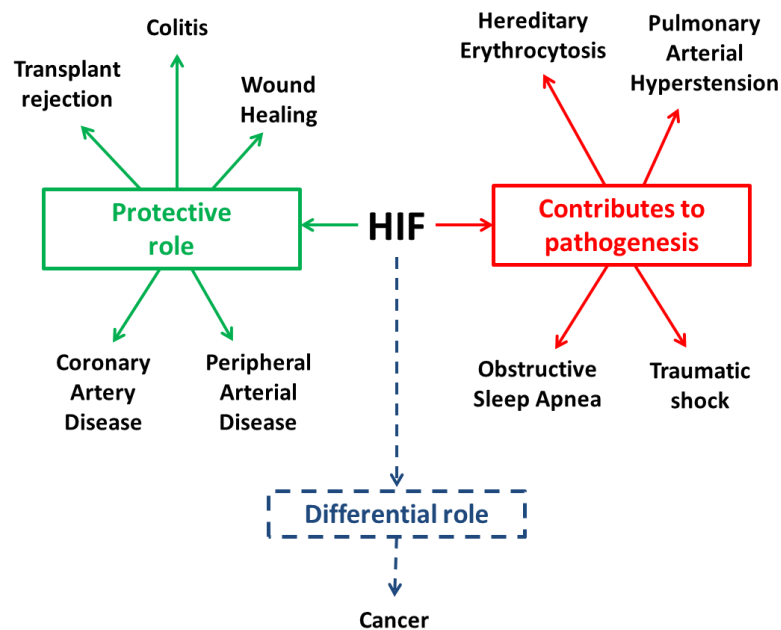 Colitis
Transplant
rejection
Wound
Healing
Hereditary
Erythrocytosis
Pulmonary
Arterial
Hyperstension
Protective
role
HIF
Contributes to
pathogenesis
Coronary
Artery
Disease
Peripheral
Arterial
Disease
Obstructive
Sleep Apnea
Traumatic
shock
Differential role
Cancer